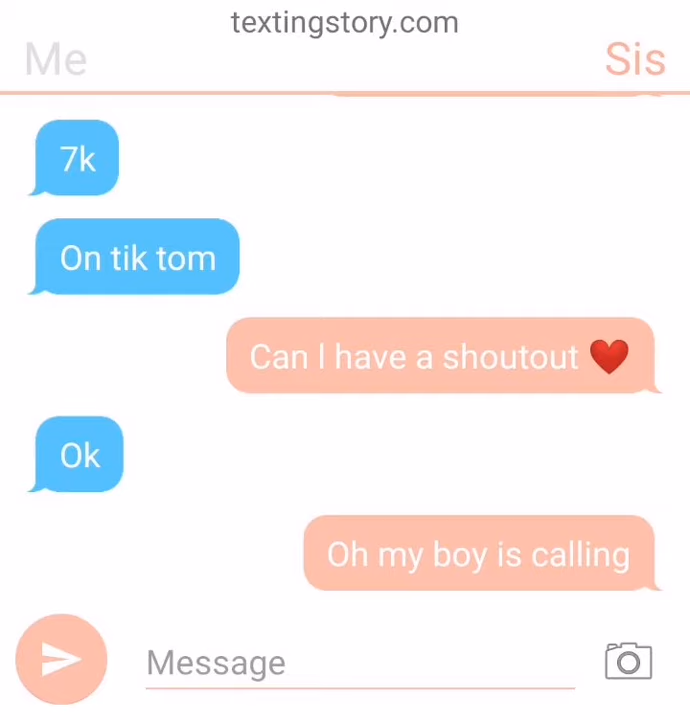 textingstory.com
Me
Sis
7k
On tik tom
Can I have a shoutout ❤️
Ok
Oh my boy is calling
Message